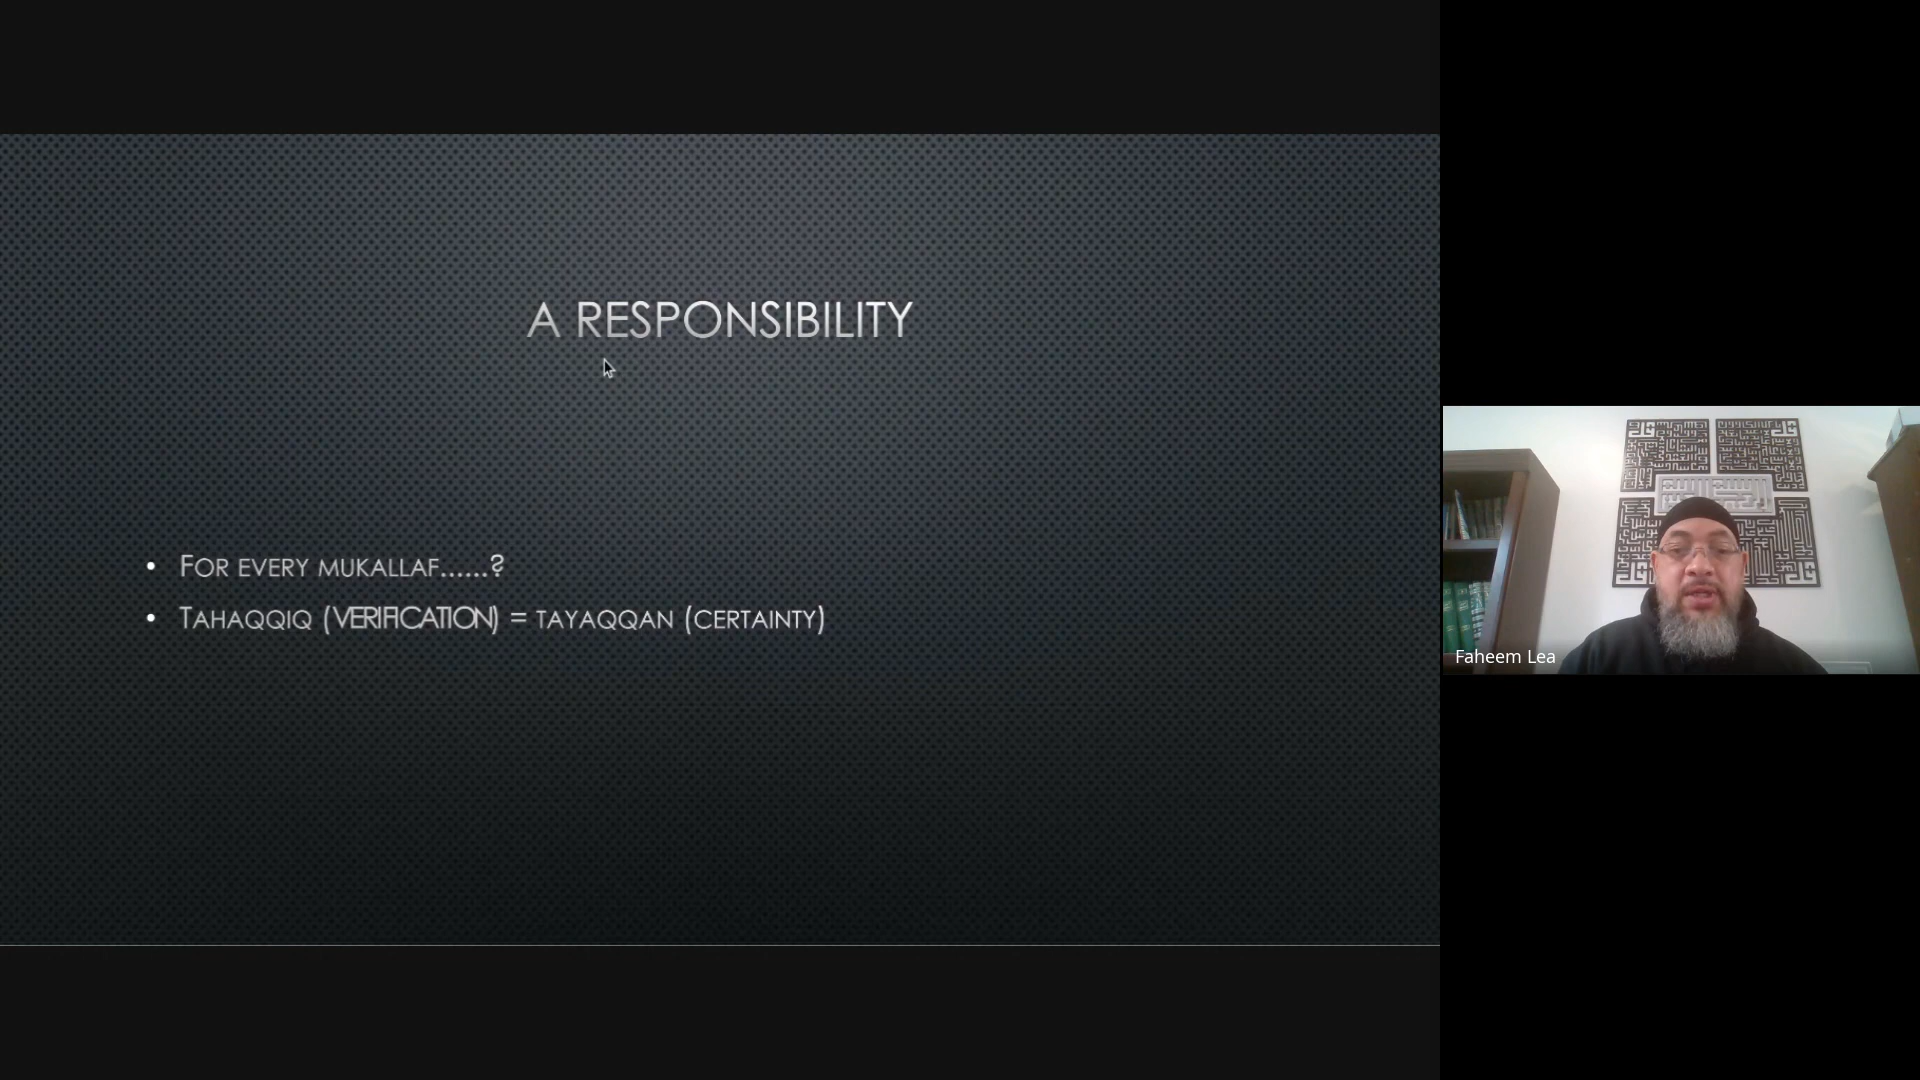 A RESPONSIBILITY
• FOR EVERY MUKALLAF......?
• TAHAQQIQ (VERIFICATION) = TAYAQQAN (CERTAINTY)
Faheem Lea